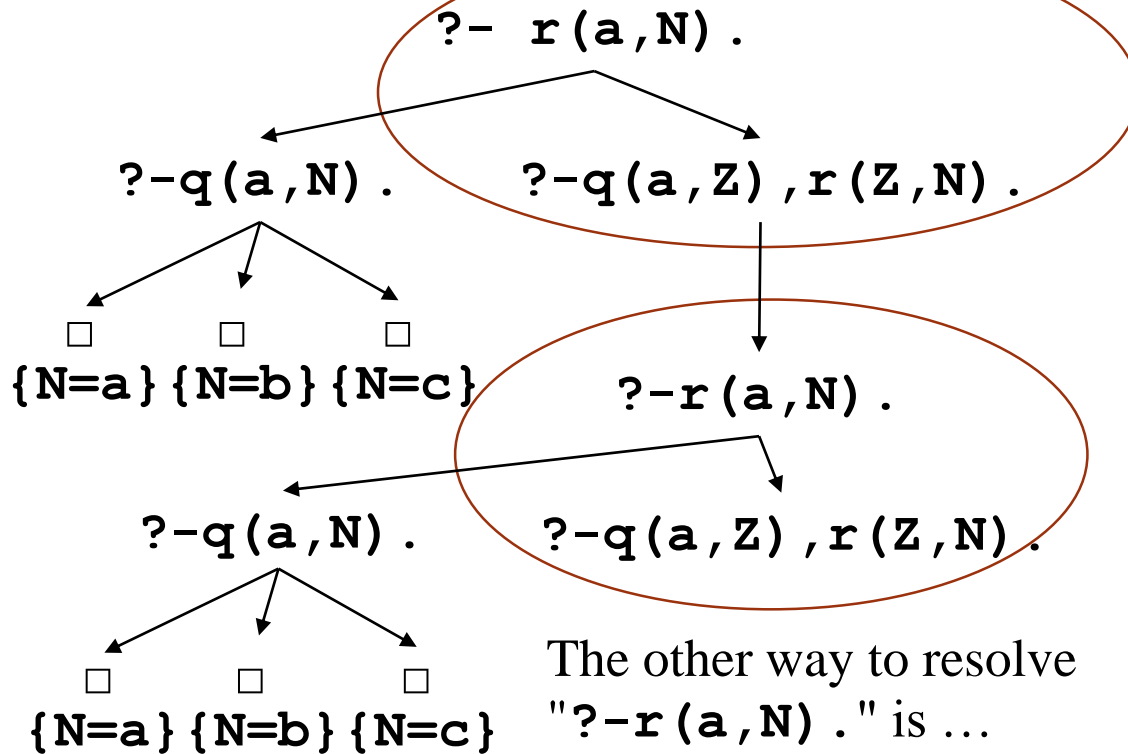 ?- r(a,N).
?-q(a,N). ?-q(a,Z),r(Z,N).
□ □ □
{N=a} {N=b} {N=c}
?-r(a,N).
?-q(a,N). ?-q(a,Z),r(Z,N).
□ □ □
{N=a} {N=b} {N=c}
The other way to resolve
"?-r(a,N)." is …